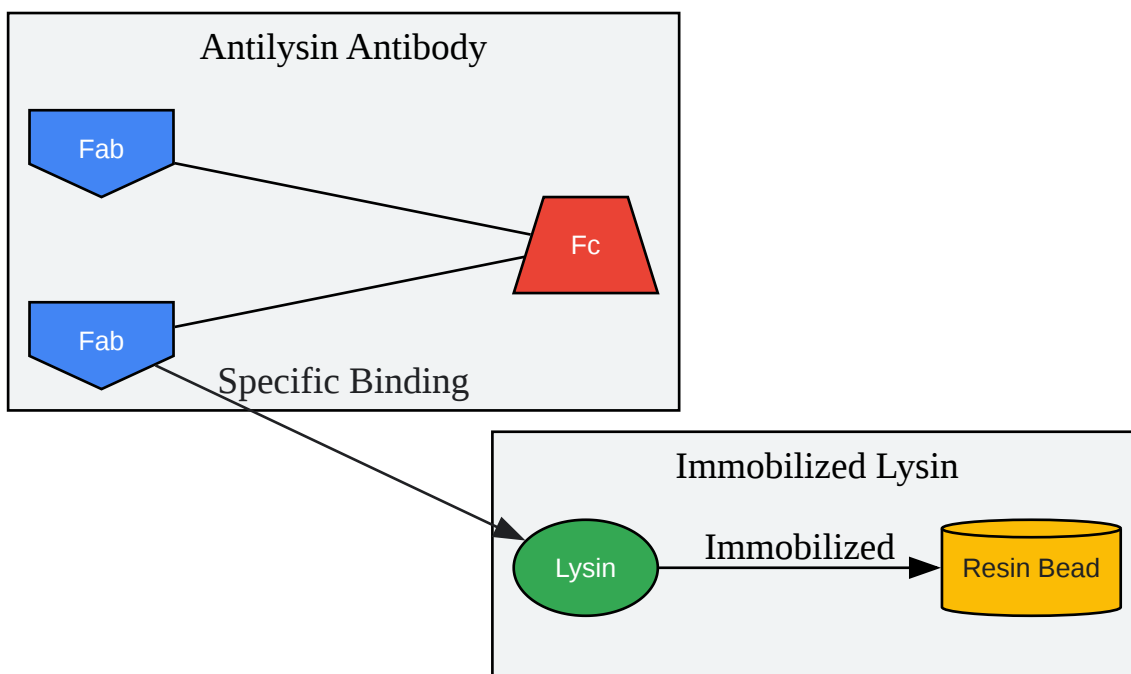 Antilysin Antibody
Fab
Fc
Fab
Specific Binding
Immobilized Lysin
Immobilized
Lysin
Resin Bead